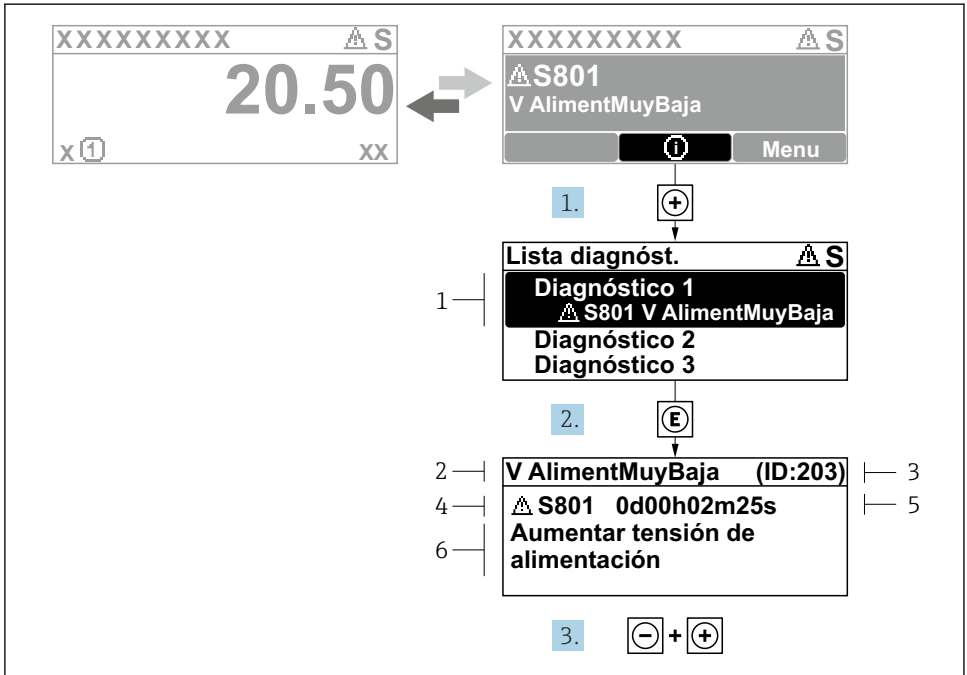 XXXXXXXXX ⚠ S
20.50
x 1 xx
XXXXXXXXX ⚠ S
⚠ S801
V AlimentMuyBaja
i Menu
1. +
Lista diagnóst. ⚠ S
1
Diagnóstico 1
⚠ S801 V AlimentMuyBaja
Diagnóstico 2
Diagnóstico 3
2. E
2 V AlimentMuyBaja (ID:203) 3
4 ⚠ S801 0d00h02m25s 5
6
Aumentar tensión de
alimentación
3. - + +